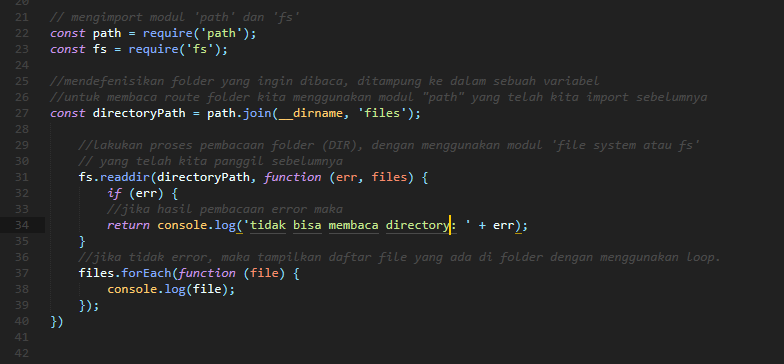 20
21 // mengimport modul 'path' dan 'fs'
22 const path = require('path');
23 const fs = require('fs');
24
25 //mendefenisikan folder yang ingin dibaca, ditampung ke dalam sebuah variabel
26 //untuk membaca route folder kita menggunakan modul "path" yang telah kita import sebelumnya
27 const directoryPath = path.join(__dirname, 'files');
28
29 //lakukan proses pembacaan folder (DIR), dengan menggunakan modul 'file system atau fs'
30 // yang telah kita panggil sebelumnya
31 fs.readdir(directoryPath, function (err, files) {
32 if (err) {
33 //jika hasil pembacaan error maka
34 return console.log('tidak bisa membaca directory: ' + err);
35 }
36 //jika tidak error, maka tampilkan daftar file yang ada di folder dengan menggunakan loop.
37 files.forEach(function (file) {
38 console.log(file);
39 });
40 })
41
42